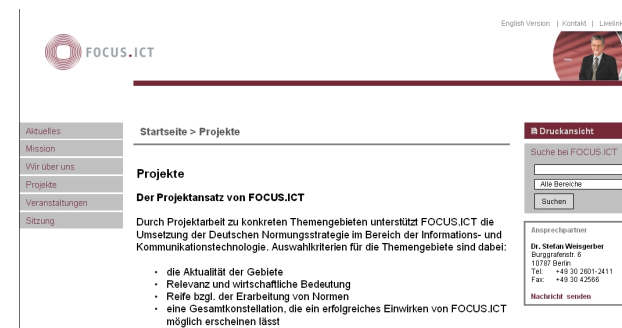 English Version | Kontakt | Livelink
FOCUS.ICT
Aktuelles
Mission
Wir über uns
Projekte
Veranstaltungen
Sitzung
Startseite > Projekte
Projekte
Der Projektansatz von FOCUS.ICT
Durch Projektarbeit zu konkreten Themengebieten unterstützt FOCUS.ICT die
Umsetzung der Deutschen Normungsstrategie im Bereich der Informations- und
Kommunikationstechnologie. Auswahlkriterien für die Themengebiete sind dabei:
• die Aktualität der Gebiete
• Relevanz und wirtschaftliche Bedeutung
• Reife bzgl. der Erarbeitung von Normen
• eine Gesamtkonstellation, die ein erfolgreiches Einwirken von FOCUS.ICT
möglich erscheinen lässt
Druckansicht
Suche bei FOCUS.ICT
Alle Bereiche
Suchen
Ansprechpartner
Dr. Stefan Weisgerber
Burggrafenstr. 6
10787 Berlin
Tel: +49 30 2601-2411
Fax: +49 30 42566
Nachricht senden